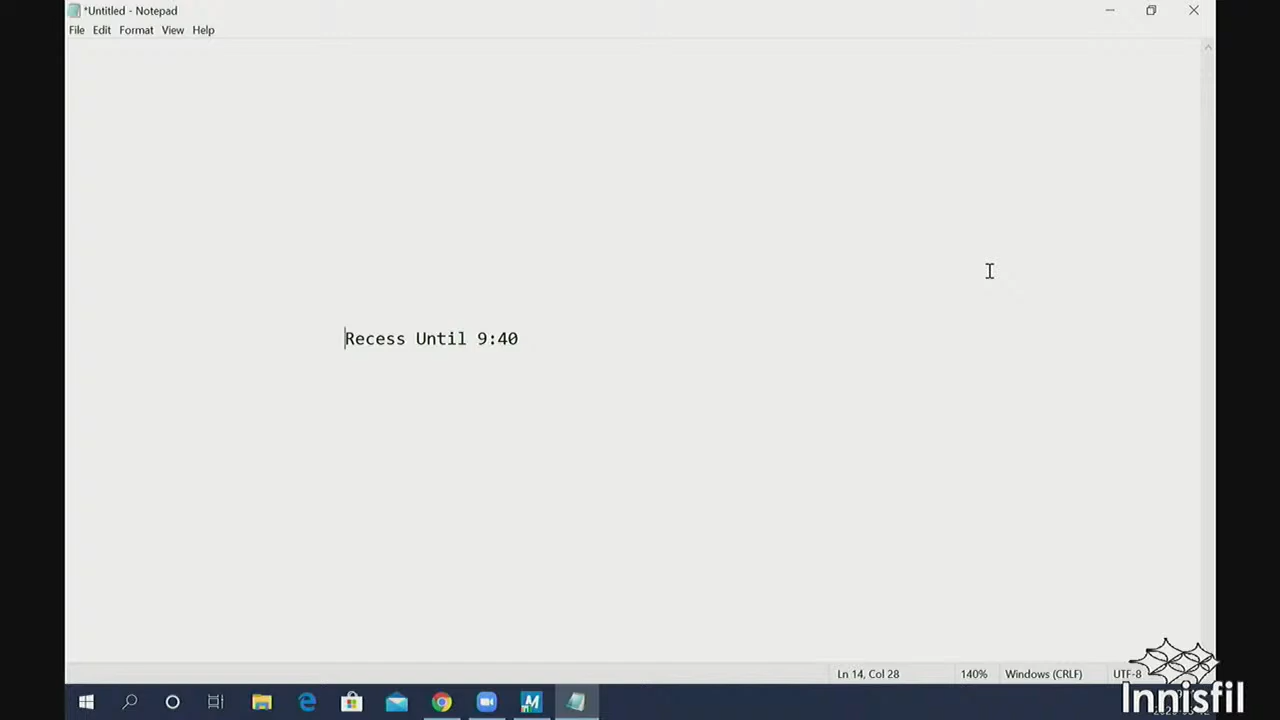 *Untitled - Notepad
File Edit Format View Help
Recess Until 9:40
Ln 14, Col 28 140% Windows (CRLF) UTF-8
Innisfil